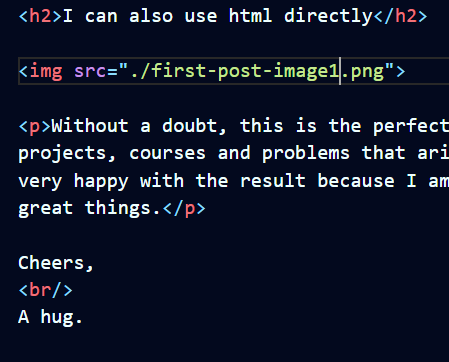 <h2>I can also use html directly</h2>
<img src="./first-post-image1.png">
<p>Without a doubt, this is the perfect
projects, courses and problems that ari
very happy with the result because I am
great things.</p>
Cheers,
<br/>
A hug.